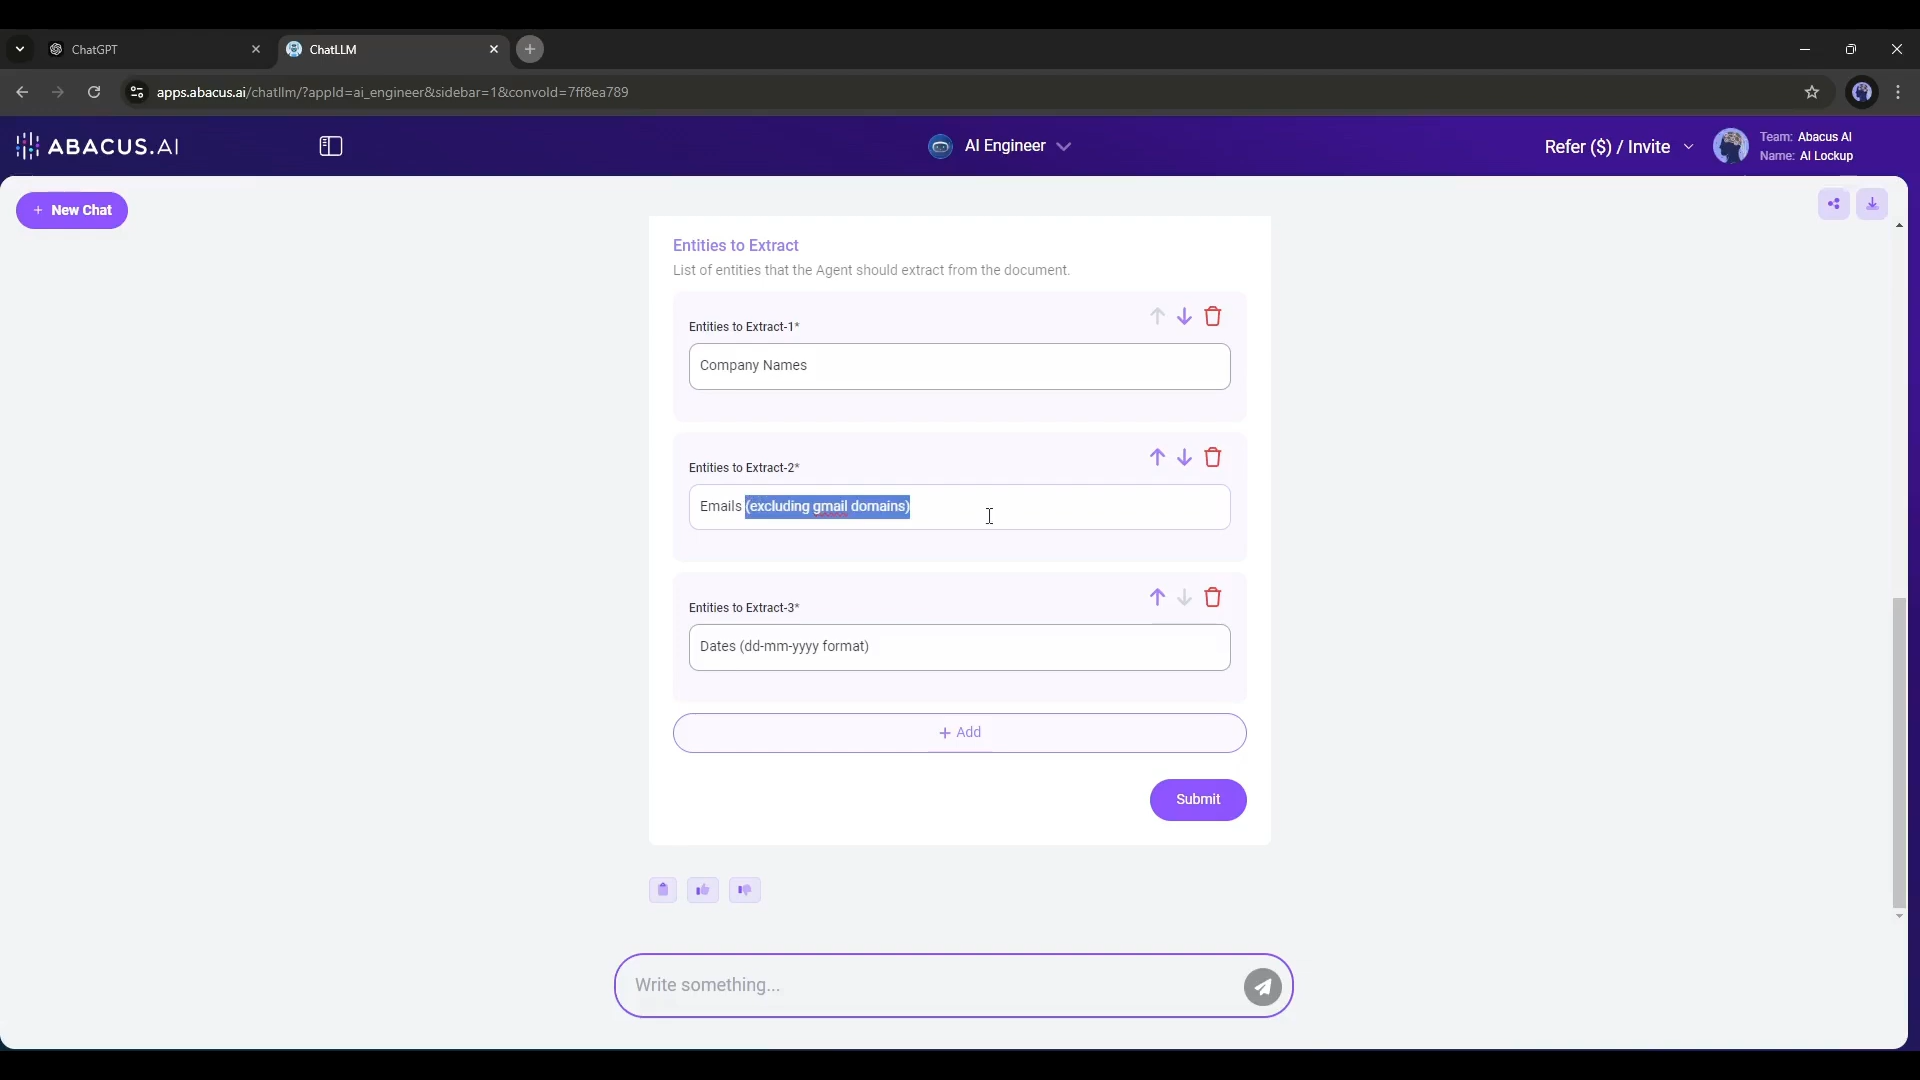 ChatGPT
ChatLLM
apps.abacus.ai/chatllm/?appId=ai_engineer&sidebar=1&convoId=7ff8ea789
ABACUS.AI
AI Engineer
Refer ($) / Invite
Team: Abacus AI
Name: AI Lockup
+ New Chat
Entities to Extract
List of entities that the Agent should extract from the document.
Entities to Extract-1*
Company Names
Entities to Extract-2*
Emails (excluding gmail domains)
Entities to Extract-3*
Dates (dd-mm-yyyy format)
+ Add
Submit
Write something...